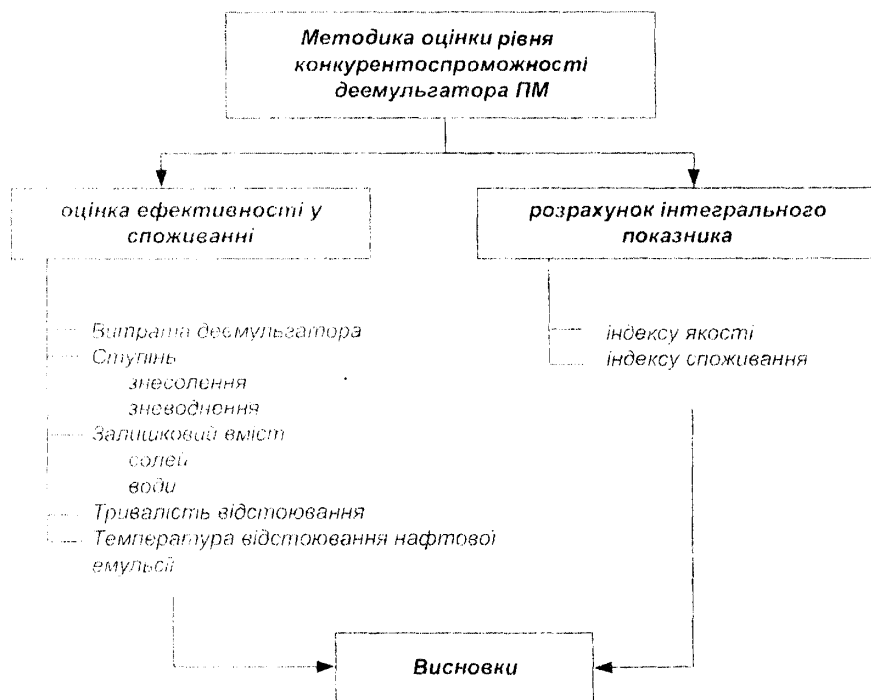 Методика оцінки рівня
конкурентоспроможності
деемульгатора ПМ
оцінка ефективності у
споживанні
розрахунок інтегрального
показника
Витрата деемульгатора
Ступінь
знесолення
зневоднення
Залишковий вміст
солей
води
Тривалість відстоювання
Температура відстоювання нафтової
емульсії
індексу якості
індексу споживання
Висновки